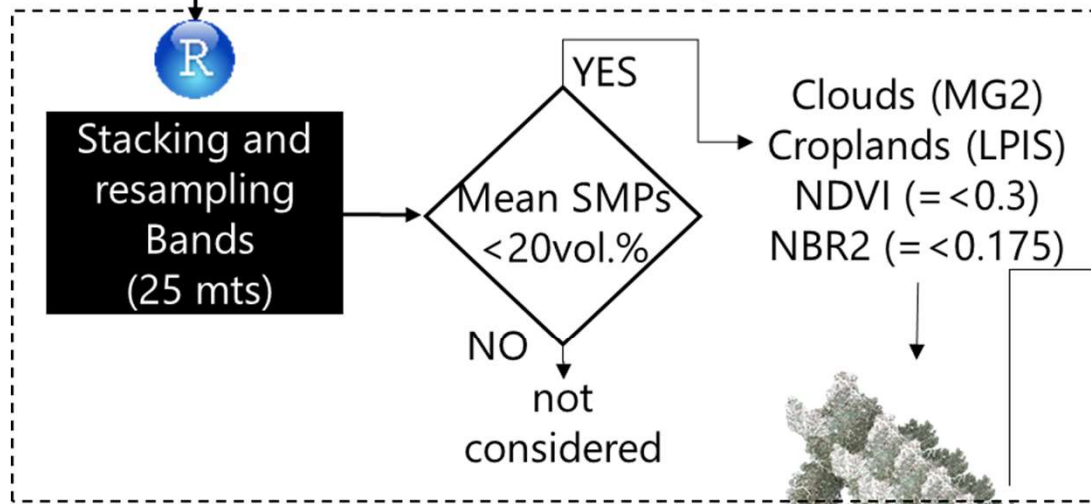 R
Stacking and
resampling
Bands
(25 mts)
Mean SMPs
<20vol.%
YES
NO
not
considered
Clouds (MG2)
Croplands (LPIS)
NDVI (=<0.3)
NBR2 (=<0.175)